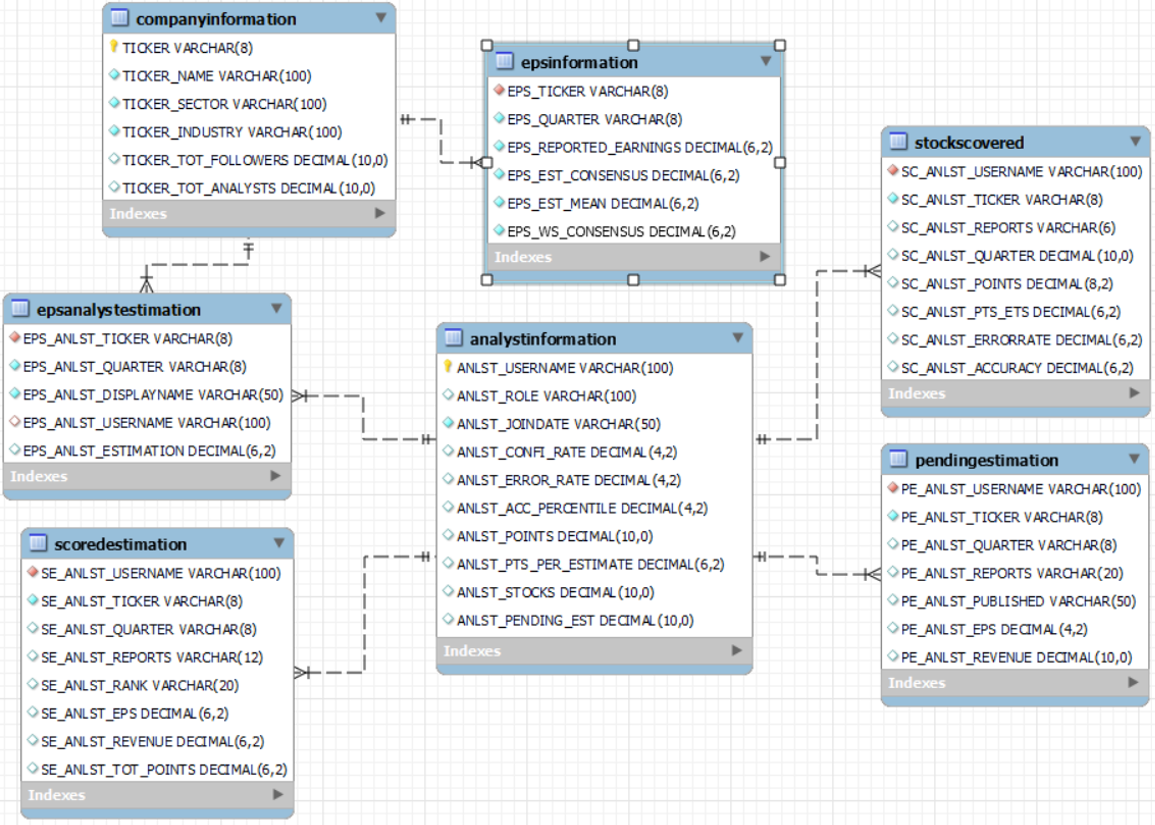 companyinformation
TICKER VARCHAR(8)
TICKER_NAME VARCHAR(100)
TICKER_SECTOR VARCHAR(100)
TICKER_INDUSTRY VARCHAR(100)
TICKER_TOT_FOLLOWERS DECIMAL(10,0)
TICKER_TOT_ANALYSTS DECIMAL(10,0)
Indexes
epsinformation
EPS_TICKER VARCHAR(8)
EPS_QUARTER VARCHAR(8)
EPS_REPORTED_EARNINGS DECIMAL(6,2)
EPS_EST_CONSENSUS DECIMAL(6,2)
EPS_EST_MEAN DECIMAL(6,2)
EPS_WS_CONSENSUS DECIMAL(6,2)
Indexes
stockscovered
SC_ANLST_USERNAME VARCHAR(100)
SC_ANLST_TICKER VARCHAR(8)
SC_ANLST_REPORTS VARCHAR(6)
SC_ANLST_QUARTER DECIMAL(10,0)
SC_ANLST_POINTS DECIMAL(8,2)
SC_ANLST_PTS_ETS DECIMAL(6,2)
SC_ANLST_ERRORRATE DECIMAL(6,2)
SC_ANLST_ACCURACY DECIMAL(6,2)
Indexes
epsanalystestimation
EPS_ANLST_TICKER VARCHAR(8)
EPS_ANLST_QUARTER VARCHAR(8)
EPS_ANLST_DISPLAYNAME VARCHAR(50)
EPS_ANLST_USERNAME VARCHAR(100)
EPS_ANLST_ESTIMATION DECIMAL(6,2)
Indexes
analystinformation
ANLST_USERNAME VARCHAR(100)
ANLST_ROLE VARCHAR(100)
ANLST_JOINDATE VARCHAR(50)
ANLST_CONFI_RATE DECIMAL(4,2)
ANLST_ERROR_RATE DECIMAL(4,2)
ANLST_ACC_PERCENTILE DECIMAL(4,2)
ANLST_POINTS DECIMAL(10,0)
ANLST_PTS_PER_ESTIMATE DECIMAL(6,2)
ANLST_STOCKS DECIMAL(10,0)
ANLST_PENDING_EST DECIMAL(10,0)
Indexes
pendingestimation
PE_ANLST_USERNAME VARCHAR(100)
PE_ANLST_TICKER VARCHAR(8)
PE_ANLST_QUARTER VARCHAR(8)
PE_ANLST_REPORTS VARCHAR(20)
PE_ANLST_PUBLISHED VARCHAR(50)
PE_ANLST_EPS DECIMAL(4,2)
PE_ANLST_REVENUE DECIMAL(10,0)
Indexes
scoredestimation
SE_ANLST_USERNAME VARCHAR(100)
SE_ANLST_TICKER VARCHAR(8)
SE_ANLST_QUARTER VARCHAR(8)
SE_ANLST_REPORTS VARCHAR(12)
SE_ANLST_RANK VARCHAR(20)
SE_ANLST_EPS DECIMAL(6,2)
SE_ANLST_REVENUE DECIMAL(6,2)
SE_ANLST_TOT_POINTS DECIMAL(6,2)
Indexes